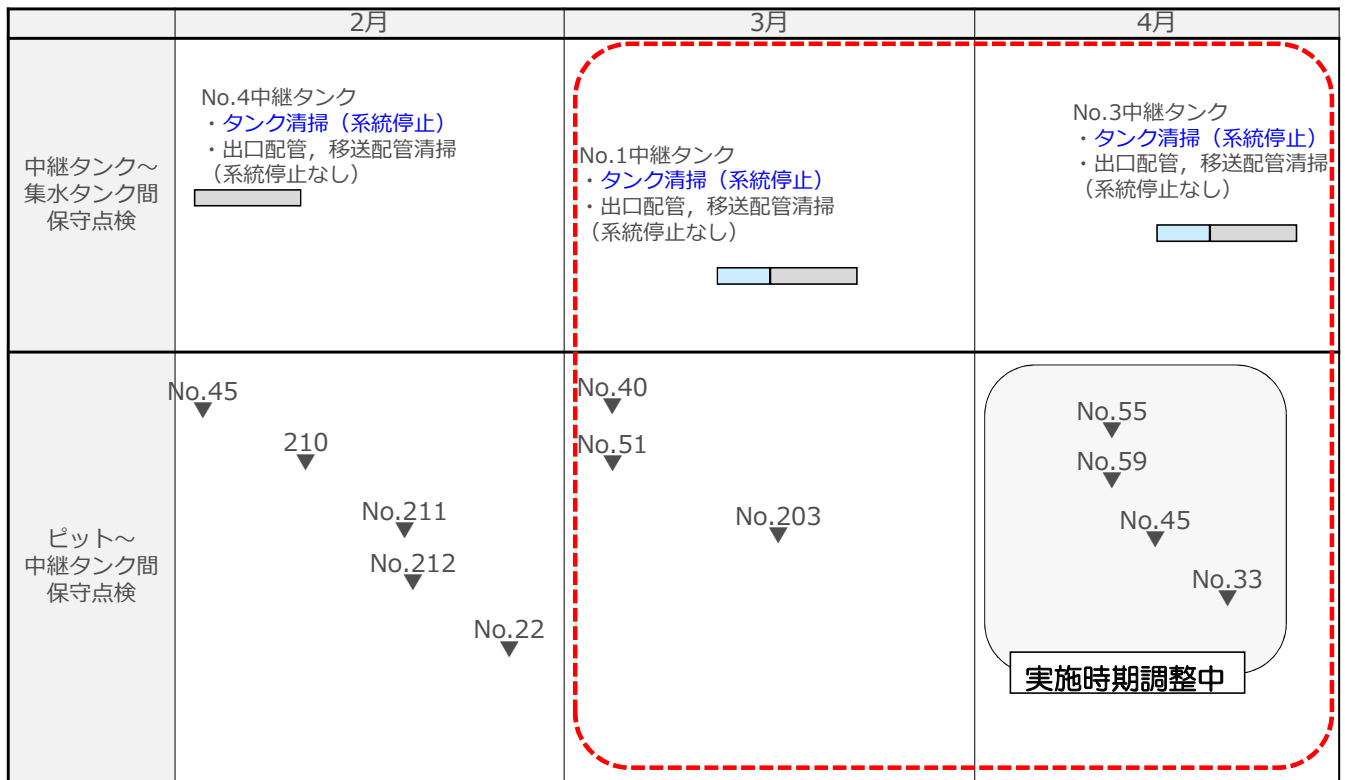 2月
3月
4月
中継タンク～
集水タンク間
保守点検
No.4中継タンク
・タンク清掃（系統停止）
・出口配管，移送配管清掃
（系統停止なし）
No.1中継タンク
・タンク清掃（系統停止）
・出口配管，移送配管清掃
（系統停止なし）
No.3中継タンク
・タンク清掃（系統停止）
・出口配管，移送配管清掃
（系統停止なし）
ピット～
中継タンク間
保守点検
No.45
210
No.211
No.212
No.22
No.40
No.51
No.203
No.55
No.59
No.45
No.33
実施時期調整中